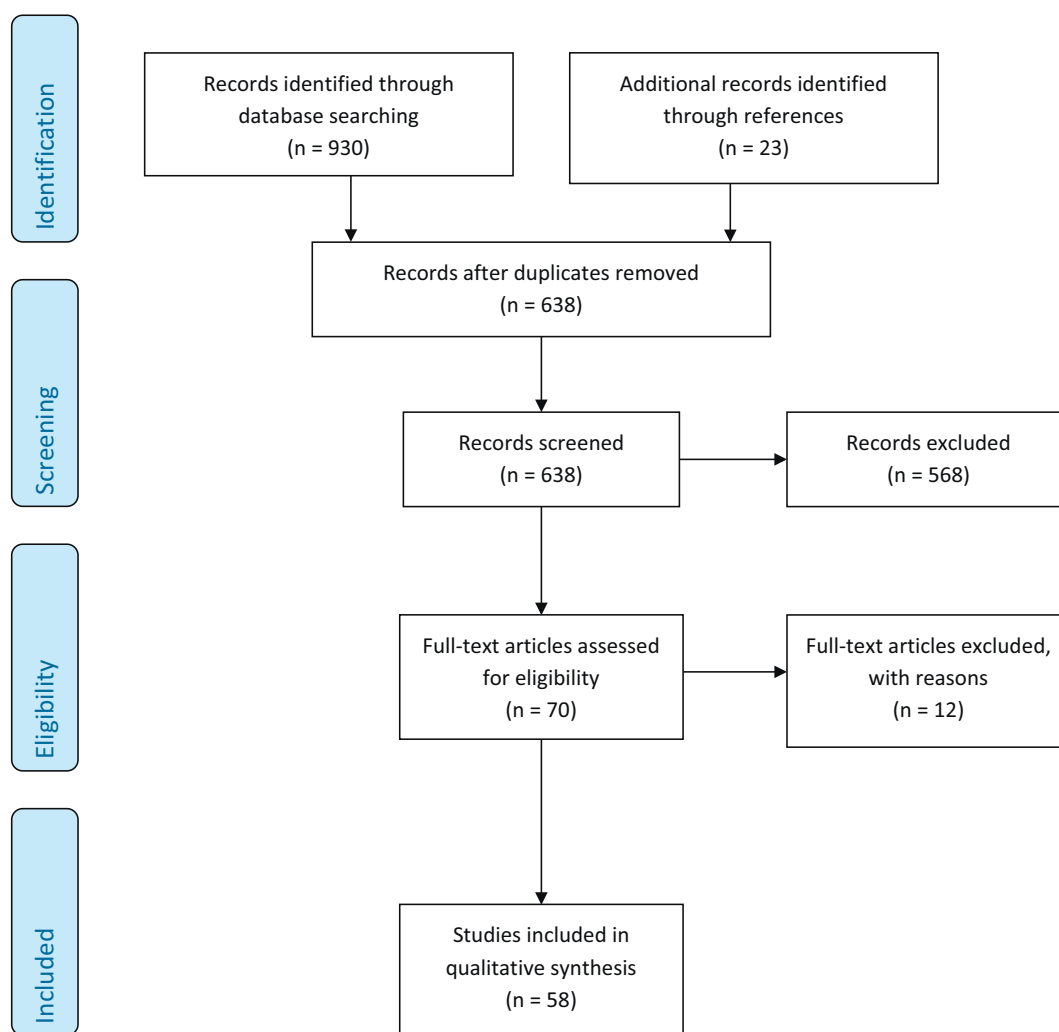 Identification
Records identified through
database searching
(n = 930)
Additional records identified
through references
(n = 23)
Records after duplicates removed
(n = 638)
Screening
Records screened
(n = 638)
Records excluded
(n = 568)
Eligibility
Full-text articles assessed
for eligibility
(n = 70)
Full-text articles excluded,
with reasons
(n = 12)
Included
Studies included in
qualitative synthesis
(n = 58)